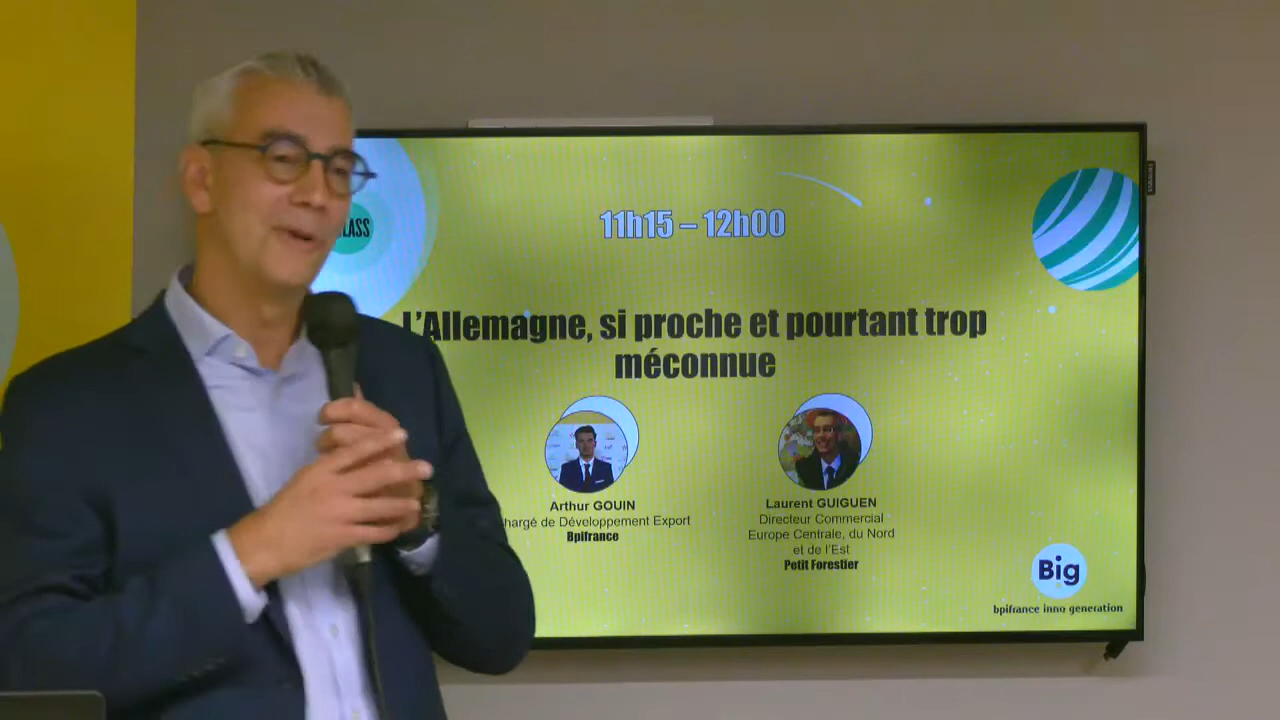 11h15 – 12h00
L'Allemagne, si proche et pourtant trop
méconnue
Arthur GOUIN
hargé de Développement Export
Bpifrance
Laurent GUIGUEN
Directeur Commercial
Europe Centrale, du Nord
et de l'Est
Petit Forestier
LASS
Big
bpifrance inno generation